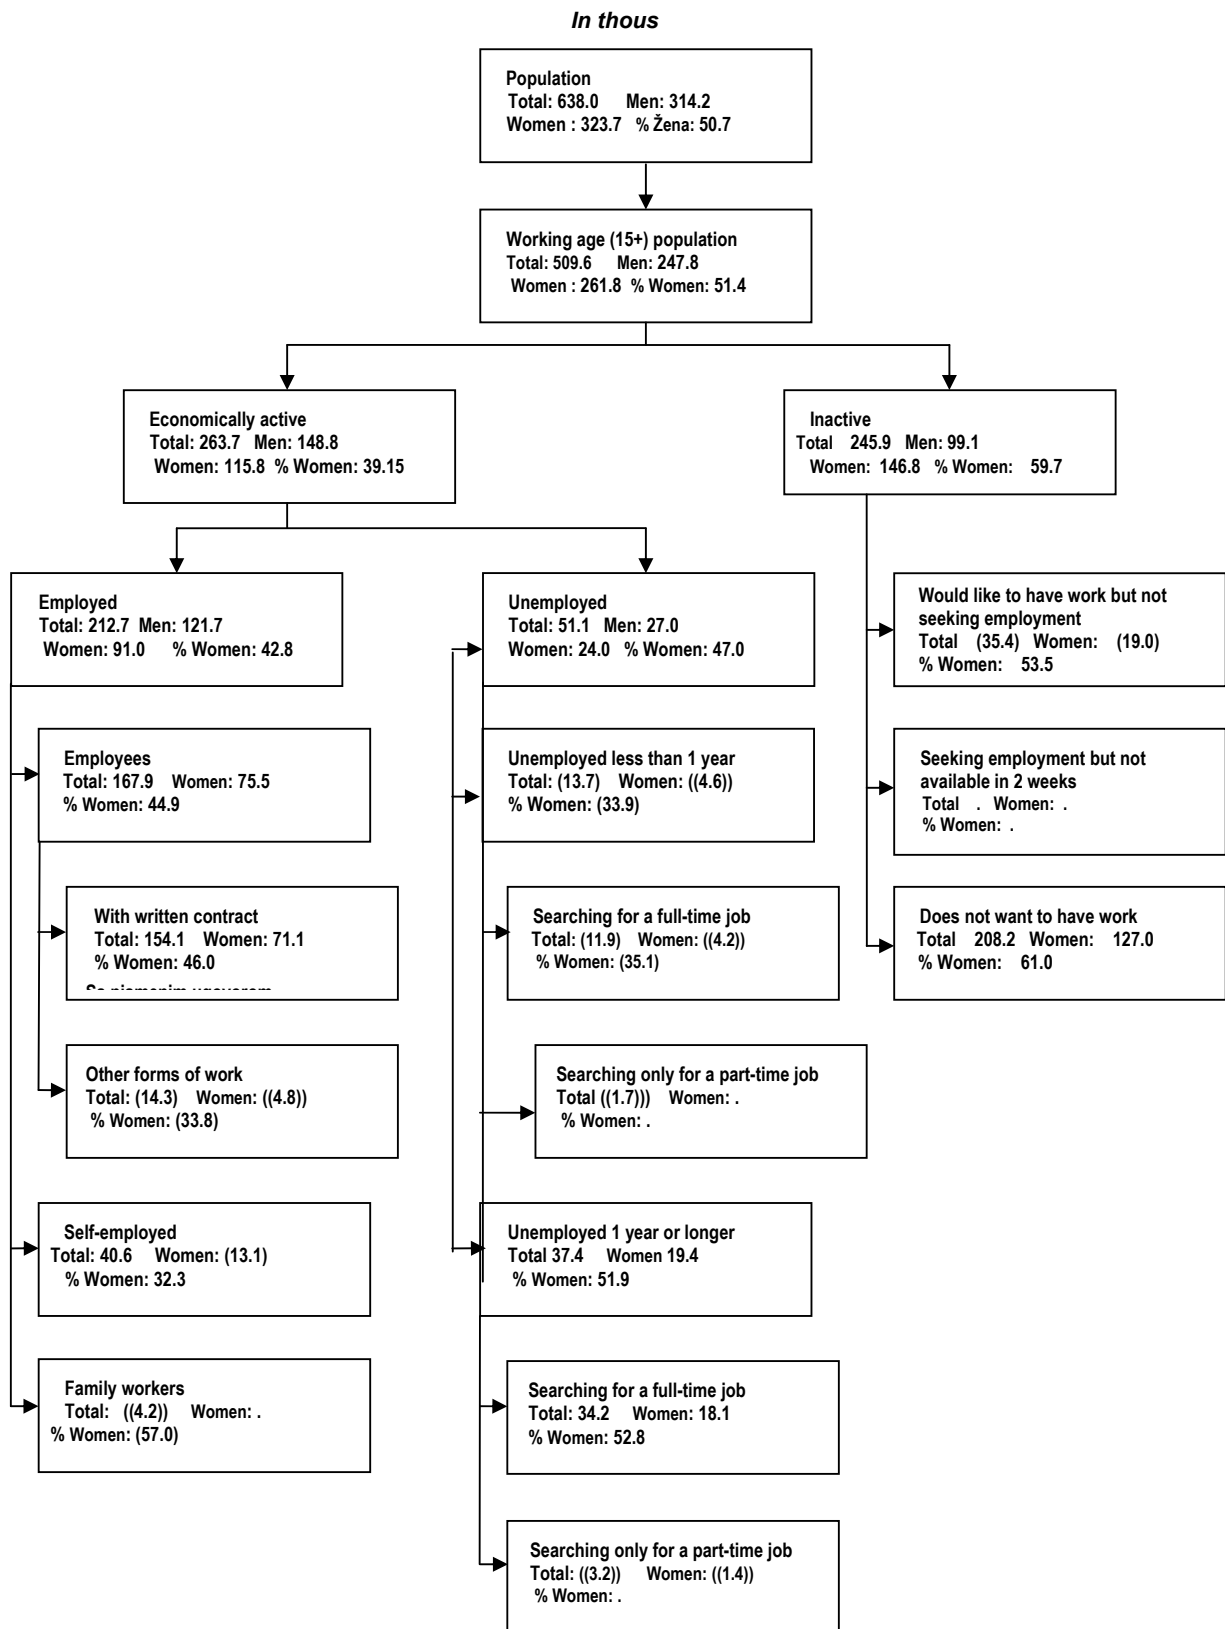 In thous
Population
Total: 638.0 Men: 314.2
Women : 323.7 % Žena: 50.7
Working age (15+) population
Total: 509.6 Men: 247.8
Women : 261.8 % Women: 51.4
Economically active
Total: 263.7 Men: 148.8
Women: 115.8 % Women: 39.15
Inactive
Total 245.9 Men: 99.1
Women: 146.8 % Women: 59.7
Employed
Total: 212.7 Men: 121.7
Women: 91.0 % Women: 42.8
Unemployed
Total: 51.1 Men: 27.0
Women: 24.0 % Women: 47.0
Would like to have work but not
seeking employment
Total (35.4) Women: (19.0)
% Women: 53.5
Employees
Total: 167.9 Women: 75.5
% Women: 44.9
Unemployed less than 1 year
Total: (13.7) Women: ((4.6))
% Women: (33.9)
Seeking employment but not
available in 2 weeks
Total . Women: .
% Women: .
With written contract
Total: 154.1 Women: 71.1
% Women: 46.0
Searching for a full-time job
Total: (11.9) Women: ((4.2))
% Women: (35.1)
Does not want to have work
Total 208.2 Women: 127.0
% Women: 61.0
Other forms of work
Total: (14.3) Women: ((4.8))
% Women: (33.8)
Searching only for a part-time job
Total ((1.7))) Women: .
% Women: .
Self-employed
Total: 40.6 Women: (13.1)
% Women: 32.3
Unemployed 1 year or longer
Total 37.4 Women 19.4
% Women: 51.9
Family workers
Total: ((4.2)) Women: .
% Women: (57.0)
Searching for a full-time job
Total: 34.2 Women: 18.1
% Women: 52.8
Searching only for a part-time job
Total: ((3.2)) Women: ((1.4))
% Women: .